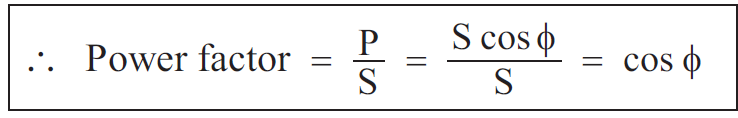 ∴ Power factor = P/S = S cos ϕ/S = cos ϕ